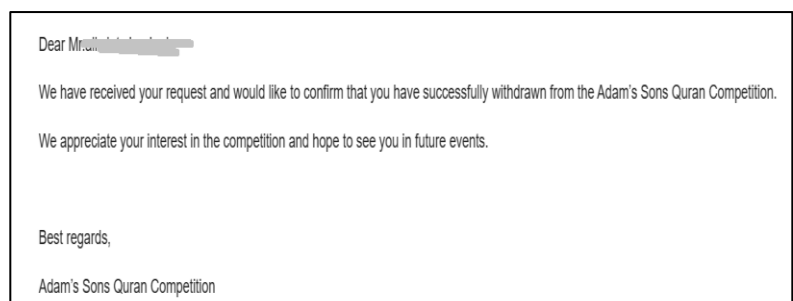 Dear Mr.
We have received your request and would like to confirm that you have successfully withdrawn from the Adam's Sons Quran Competition.
We appreciate your interest in the competition and hope to see you in future events.
Best regards,
Adam's Sons Quran Competition